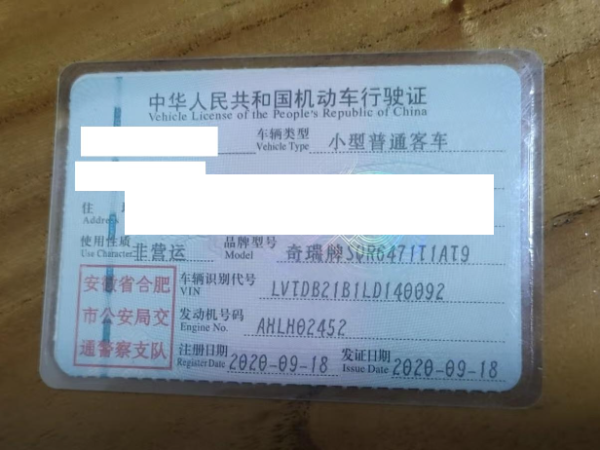 中华人民共和国机动车行驶证
Vehicle License of the People's Republic of China
车辆类型 小型普通客车
Vehicle Type
住
Address
使用性质 非营运 品牌型号 奇瑞牌SQR6471T1AT9
Use Character Model
安徽省合肥
市公安局交
通警察支队
车辆识别代号 LVTDB21B1LD140092
VIN
发动机号码 AHLH02452
Engine No.
注册日期 2020-09-18 发证日期 2020-09-18
Register Date Issue Date